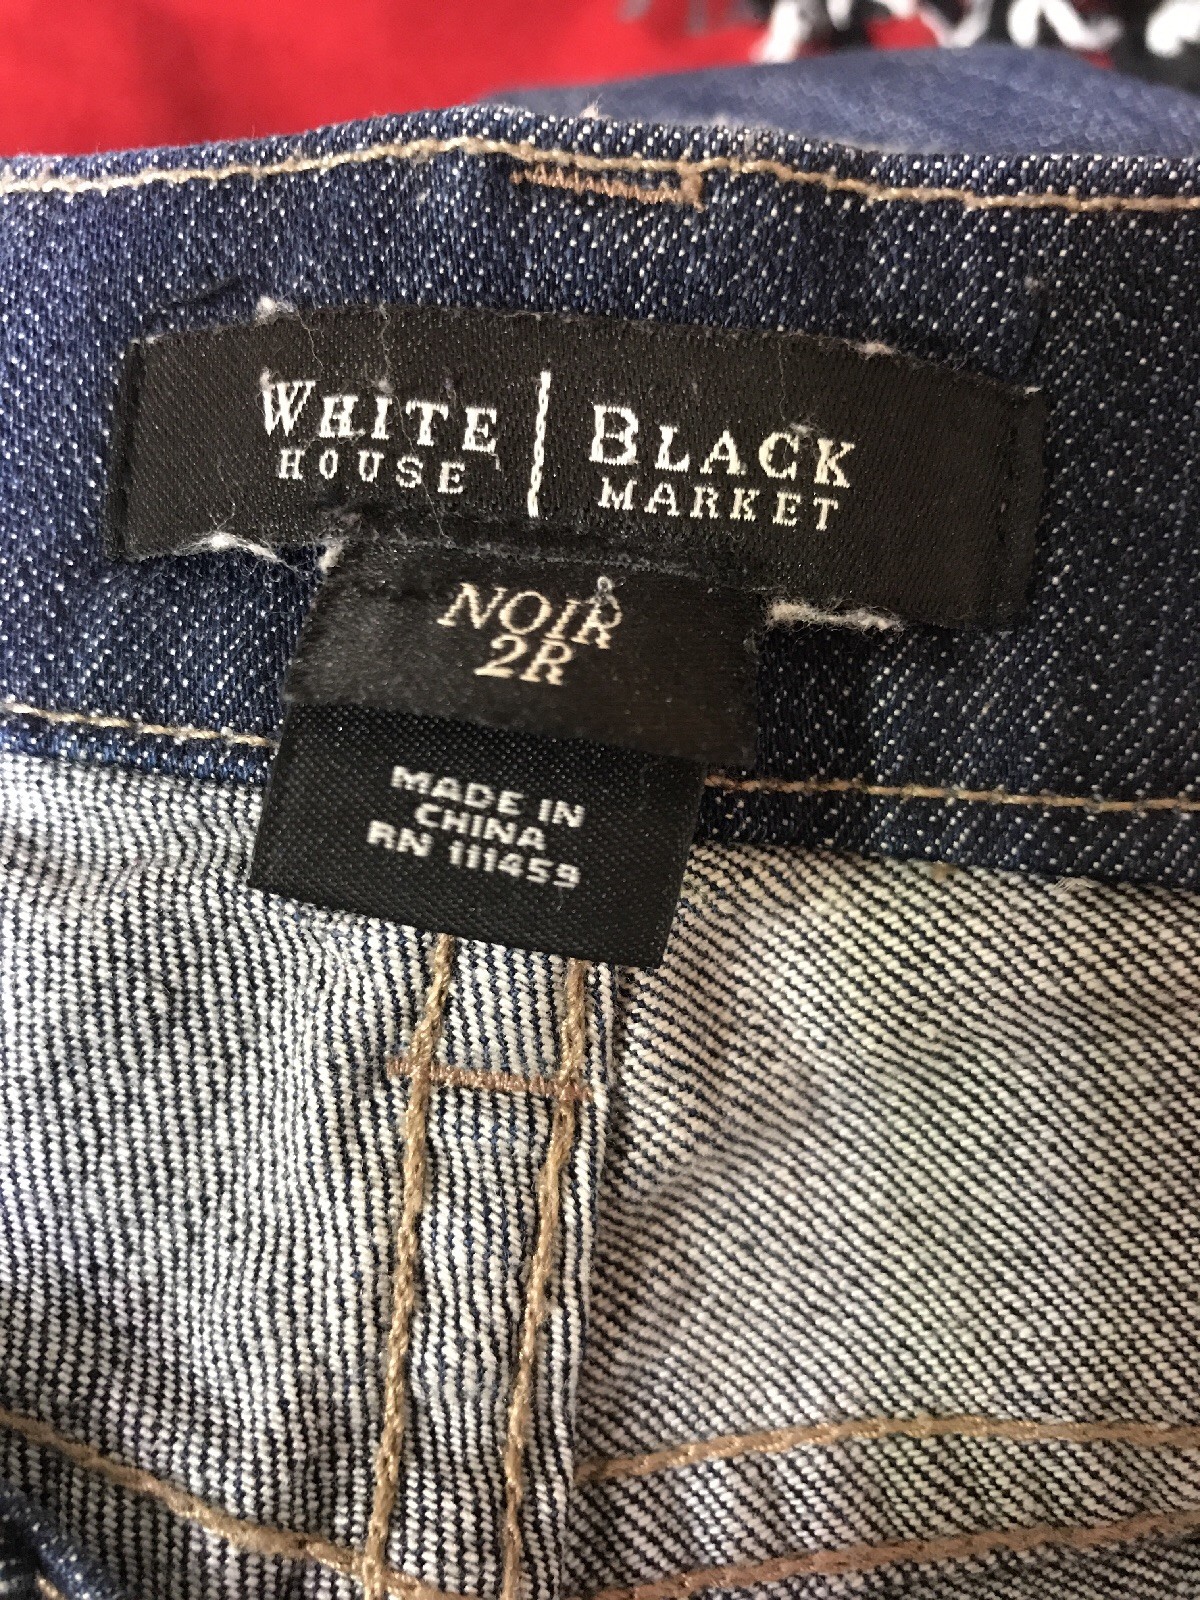 WHITE | BLACK
HOUSE MARKET
NOIR
2R
MADE IN
CHINA
RN 111459